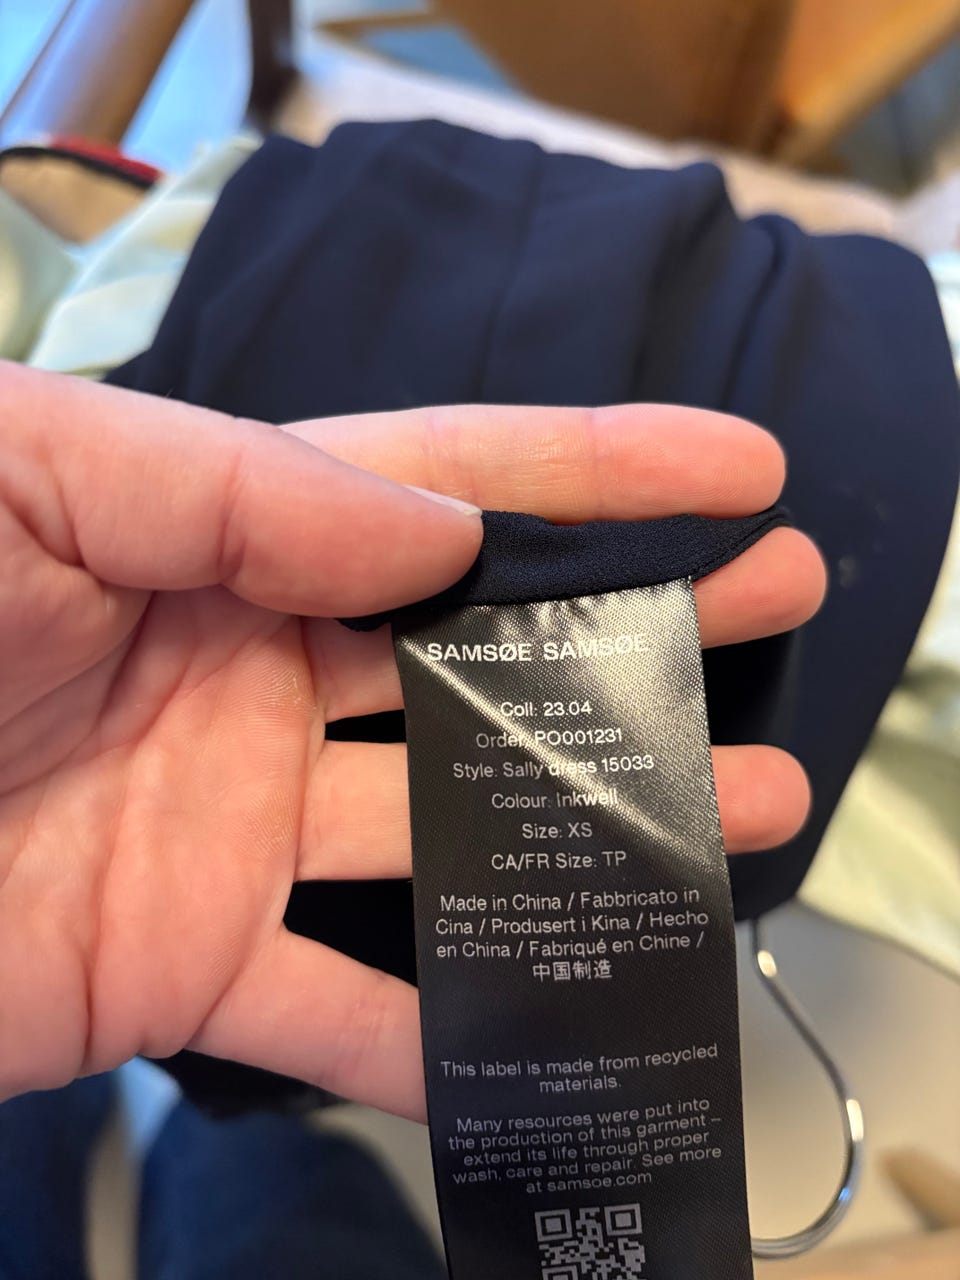 SAMSØE SAMSØE
Coll: 23.04
Order: PO001231
Style: Sally dress 15033
Colour: Inkwell
Size: XS
CA/FR Size: TP
Made in China / Fabbricato in
Cina / Produsert i Kina / Hecho
en China / Fabriqué en Chine /
中国制造
This label is made from recycled
materials.
Many resources were put into
the production of this garment –
extend its life through proper
wash, care and repair. See more
at samsoe.com